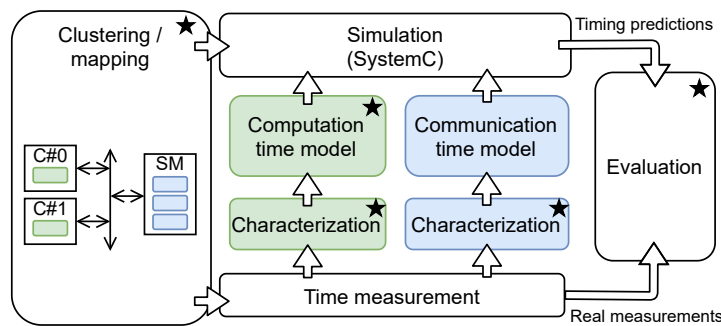 Clustering /
mapping
Simulation
(SystemC)
Timing predictions
Computation
time model
Communication
time model
C#0
C#1
SM
Evaluation
Characterization
Characterization
Time measurement
Real measurements